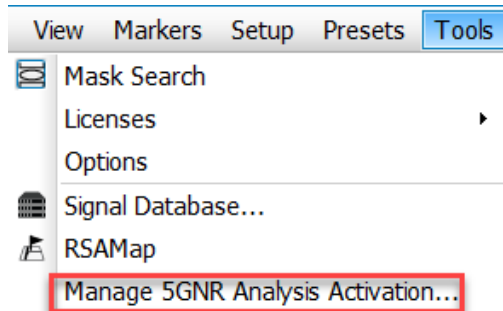 View Markers Setup Presets Tools
Mask Search
Licenses
Options
Signal Database...
RSAMap
Manage 5GNR Analysis Activation...